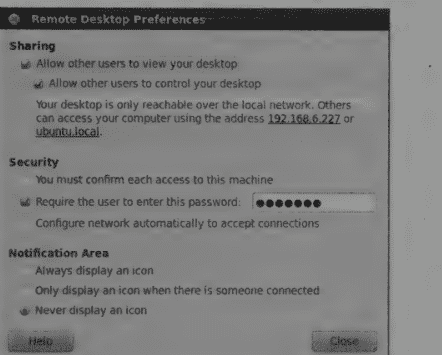 Remote Desktop Preferences
Sharing
Allow other users to view your desktop
Allow other users to control your desktop
Your desktop is only reachable over the local network. Others
can access your computer using the address 192.168.6.227 or
ubuntu.local.
Security
You must confirm each access to this machine
Require the user to enter this password: ●●●●●●●
Configure network automatically to accept connections
Notification Area
Always display an icon
Only display an icon when there is someone connected
Never display an icon
Help
Close